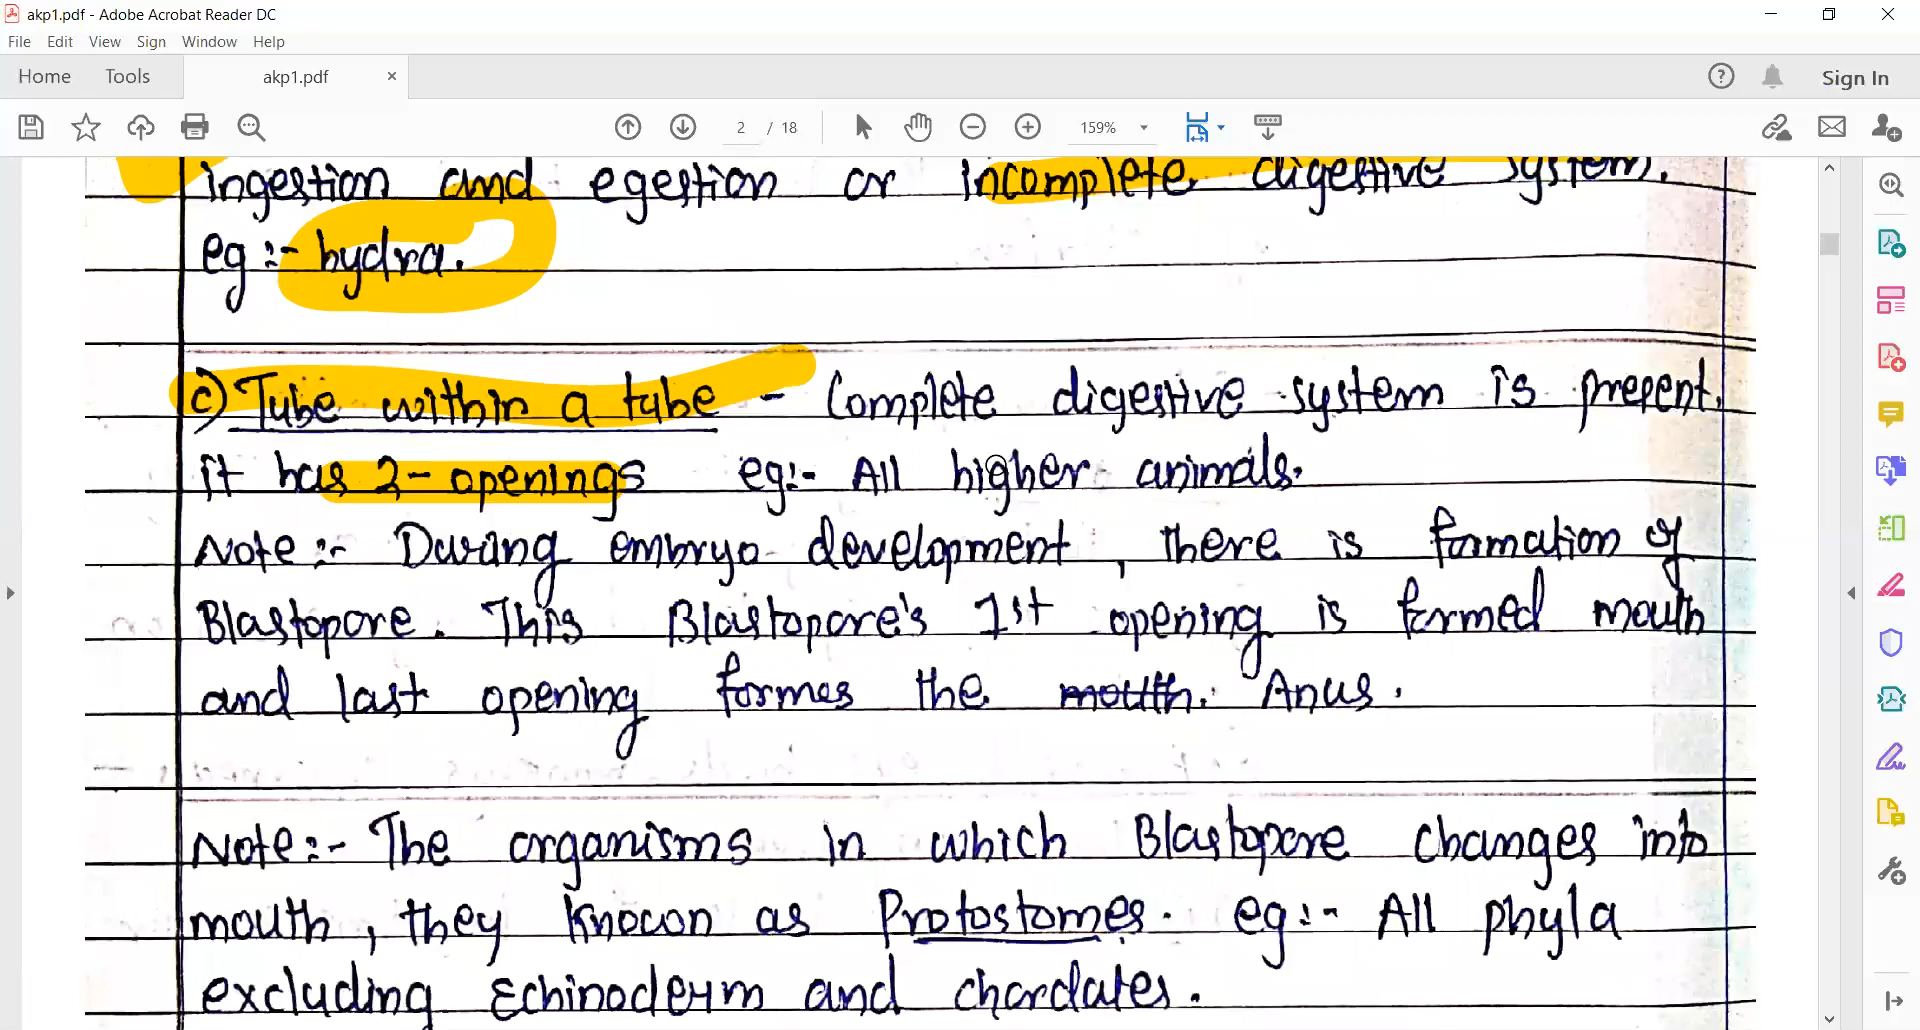 akp1.pdf - Adobe Acrobat Reader DC
File Edit View Sign Window Help
Home Tools akp1.pdf × Sign In
2 / 18 159%
ingestion and egestion or incomplete digestive system.
eg :- hydra.
c) Tube within a tube - Complete digestive system is present.
it has 2- openings eg:- All higher animals.
Note :- During embryo development, there is formation of
Blastopore. This Blastopore's 1st opening is formed mouth
and last opening formes the mouth. Anus.
Note:- The organisms in which Blastopore changes into
mouth, they known as Protostomes. eg:- All phyla
excluding Echinoderm and chordates.